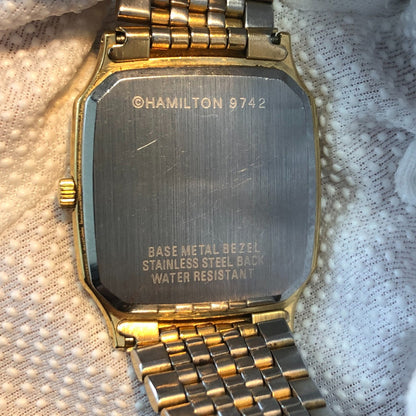 ©HAMILTON 9742
BASE METAL BEZEL
STAINLESS STEEL BACK
WATER RESISTANT